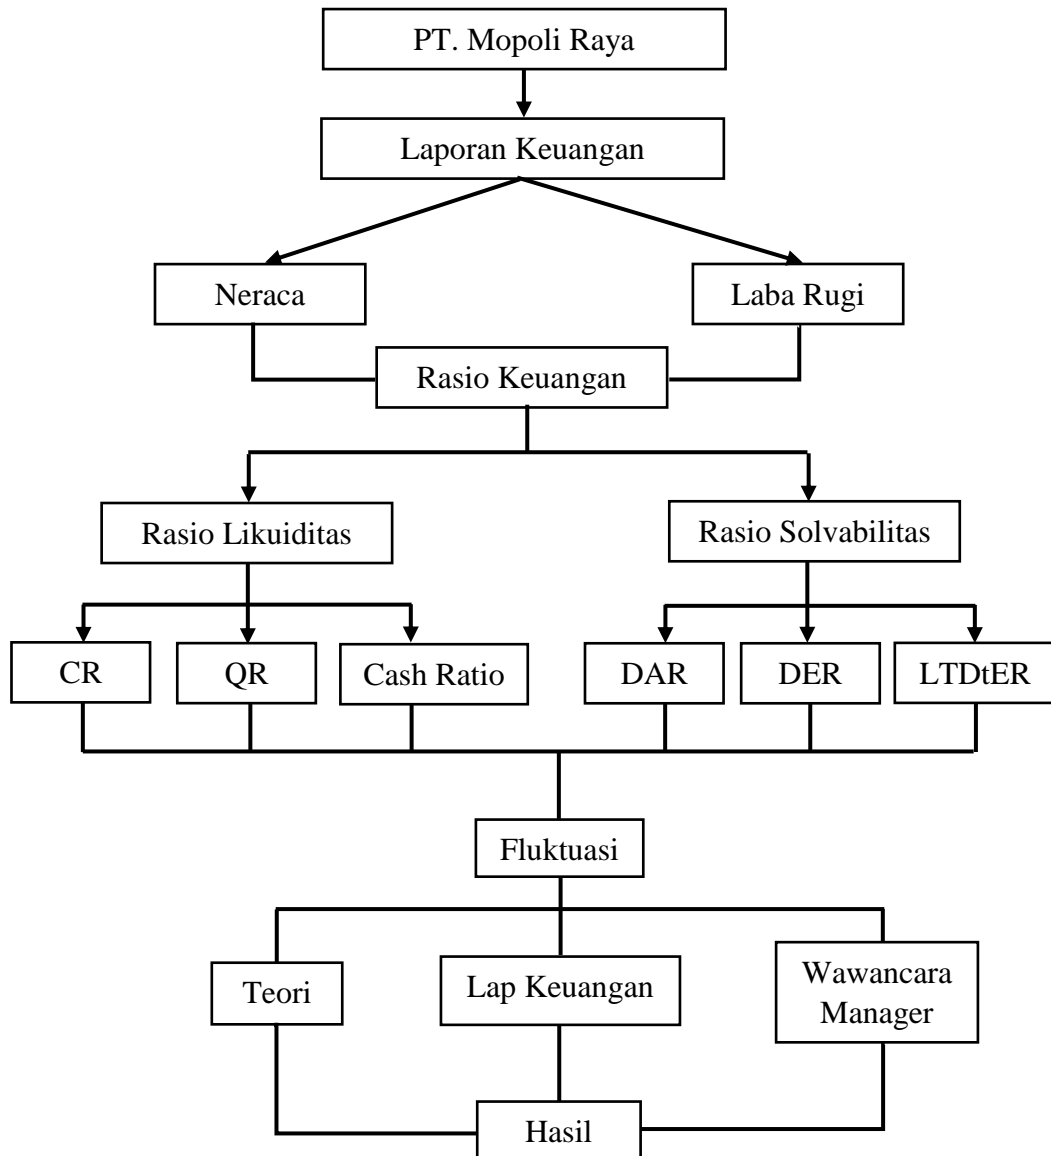 PT. Mopoli Raya
Laporan Keuangan
Neraca
Laba Rugi
Rasio Keuangan
Rasio Likuiditas
Rasio Solvabilitas
CR
QR
Cash Ratio
DAR
DER
LTDtER
Fluktuasi
Teori
Lap Keuangan
Wawancara
Manager
Hasil